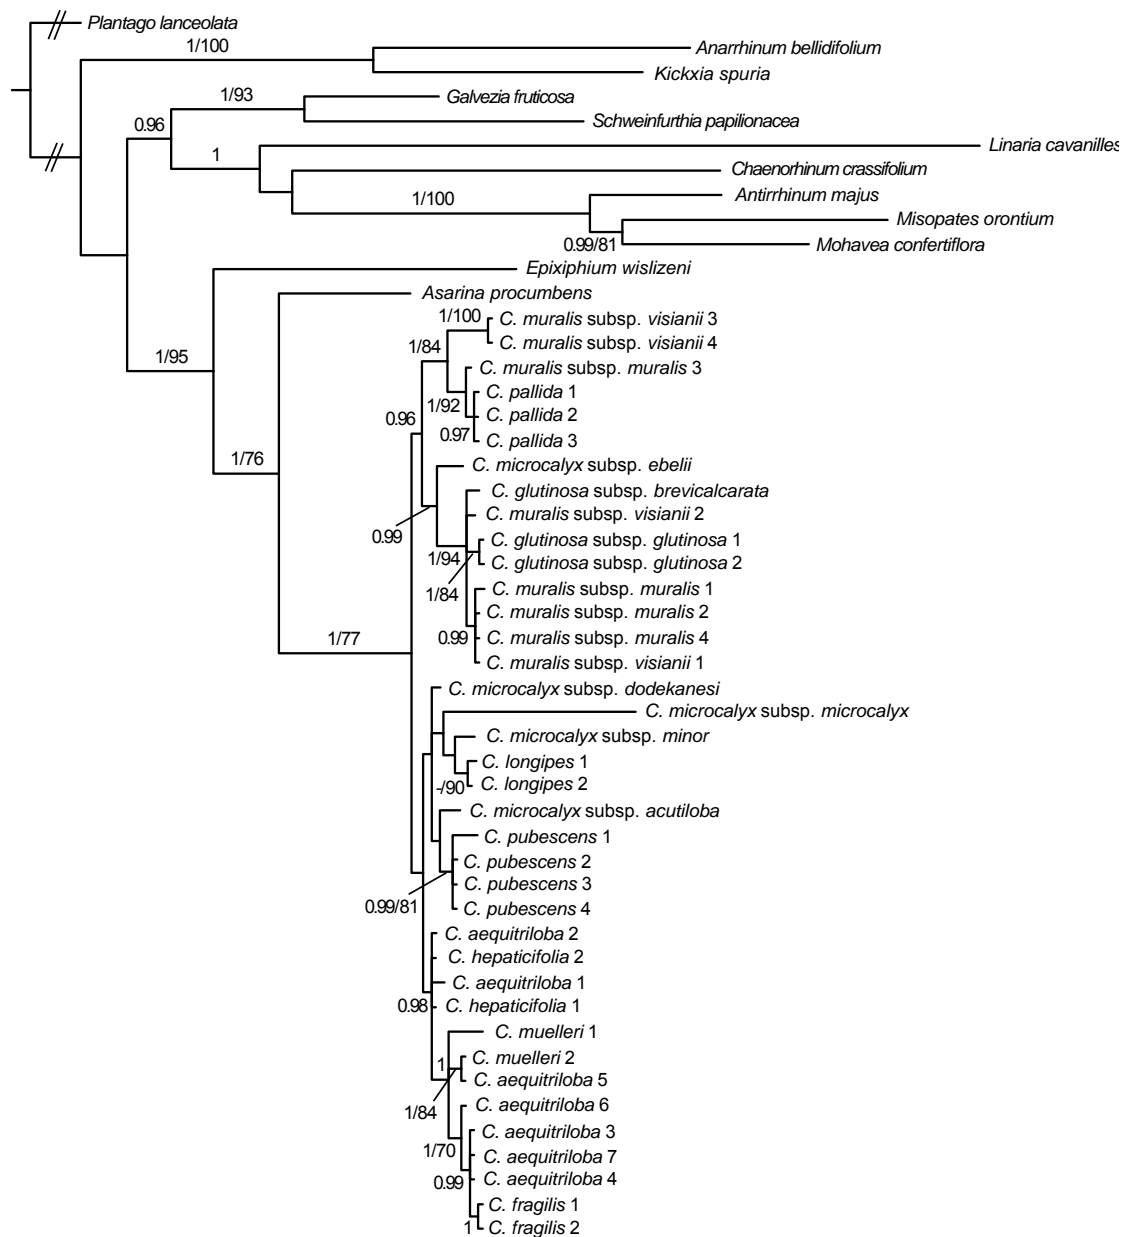 Plantago lanceolata
1/100
Anarrhinum bellidifolium
Kickxia spuria
1/93
Galvezia fruticosa
0.96
Schweinfurthia papilionacea
1
Linaria cavanilles
Chaenorhinum crassifolium
1/100
Antirrhinum majus
Misopates orontium
0.99/81
Mohavea confertiflora
Epixiphium wislizeni
Asarina procumbens
1/100
C. muralis subsp. visianii 3
C. muralis subsp. visianii 4
1/84
1/95
C. muralis subsp. muralis 3
C. pallida 1
1/92
C. pallida 2
0.96
0.97
C. pallida 3
1/76
C. microcalyx subsp. ebelii
C. glutinosa subsp. brevicalcarata
C. muralis subsp. visianii 2
0.99
C. glutinosa subsp. glutinosa 1
1/94
C. glutinosa subsp. glutinosa 2
1/84
C. muralis subsp. muralis 1
C. muralis subsp. muralis 2
1/77
0.99
C. muralis subsp. muralis 4
C. muralis subsp. visianii 1
C. microcalyx subsp. dodekanesi
C. microcalyx subsp. microcalyx
C. microcalyx subsp. minor
C. longipes 1
-/90
C. longipes 2
C. microcalyx subsp. acutiloba
C. pubescens 1
C. pubescens 2
C. pubescens 3
0.99/81
C. pubescens 4
C. aequitriloba 2
C. hepaticifolia 2
C. aequitriloba 1
0.98
C. hepaticifolia 1
C. muelleri 1
1
C. muelleri 2
C. aequitriloba 5
1/84
C. aequitriloba 6
C. aequitriloba 3
1/70
C. aequitriloba 7
0.99
C. aequitriloba 4
C. fragilis 1
1
C. fragilis 2